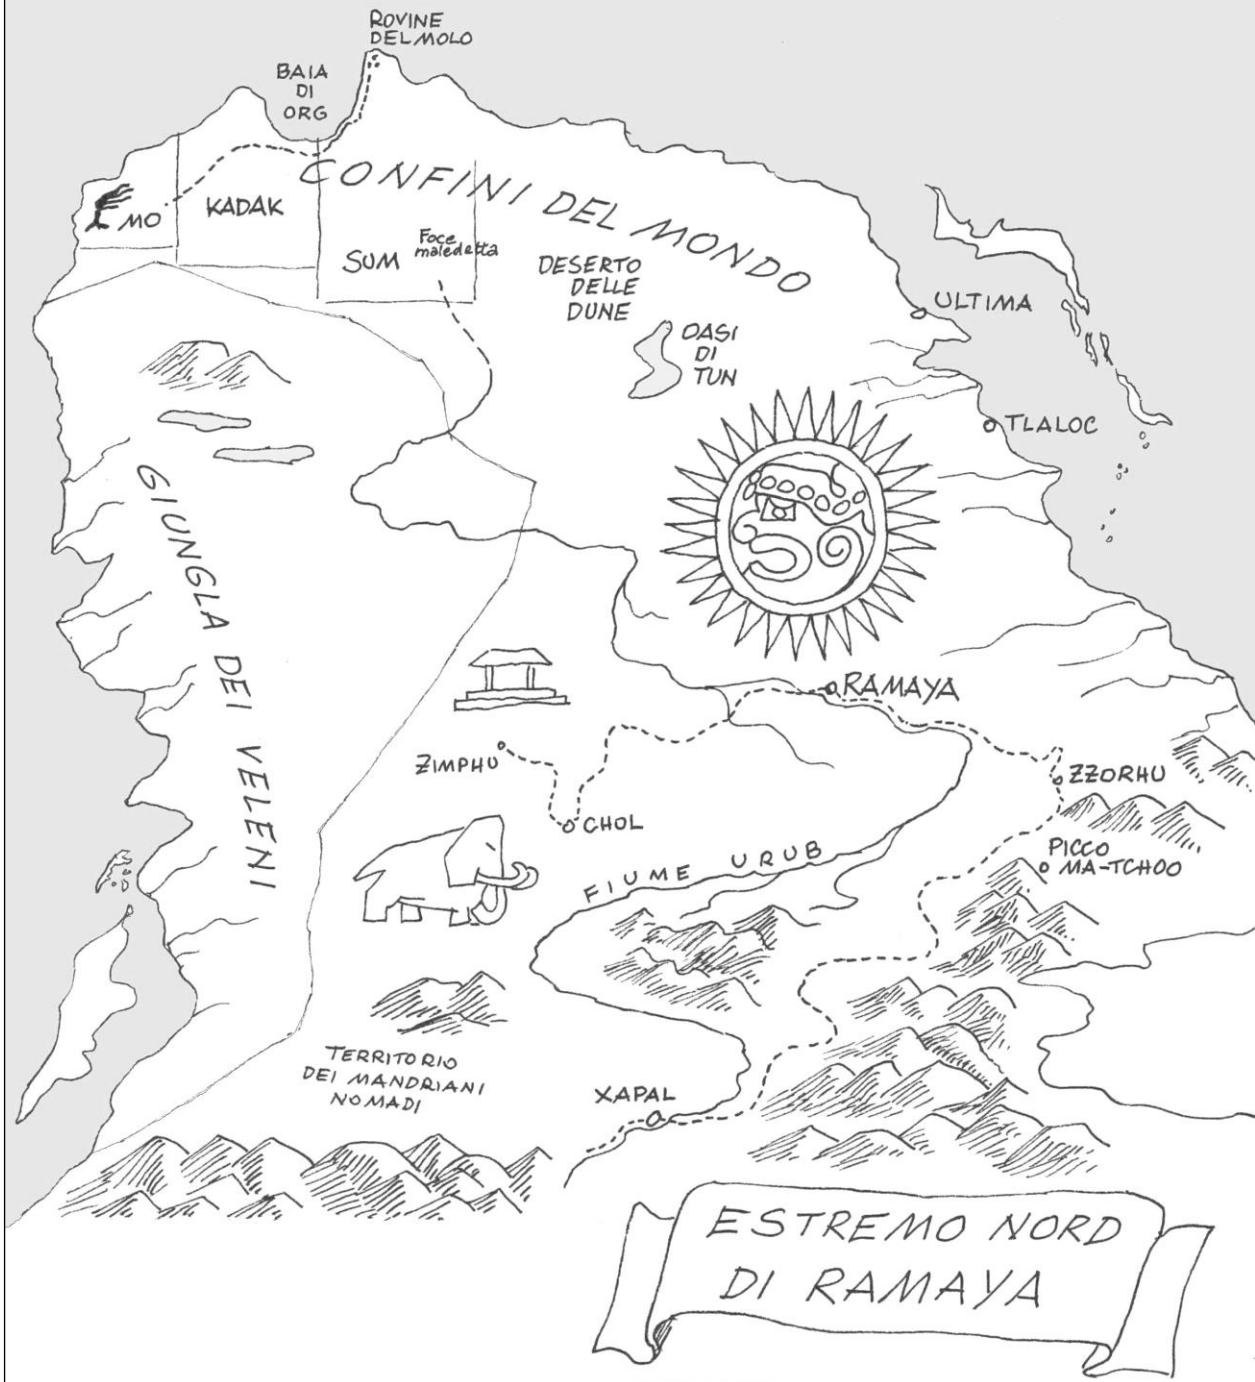 ROVINE
DEL MOLO
BAIA
DI
ORG
CONFINI DEL MONDO
MO
KADAK
SUM
Foce
maledetta
DESERTO
DELLE
DUNE
ULTIMA
OASI
DI
TUN
TLALOC
GIUNGLA DEI VELENI
RAMAYA
ZIMPHU
ZZORHU
CHOL
PICCO
MA-TCHOO
FIUME URUB
TERRITORIO
DEI MANDRIANI
NOMADI
XAPAL
ESTREMO NORD
DI RAMAYA